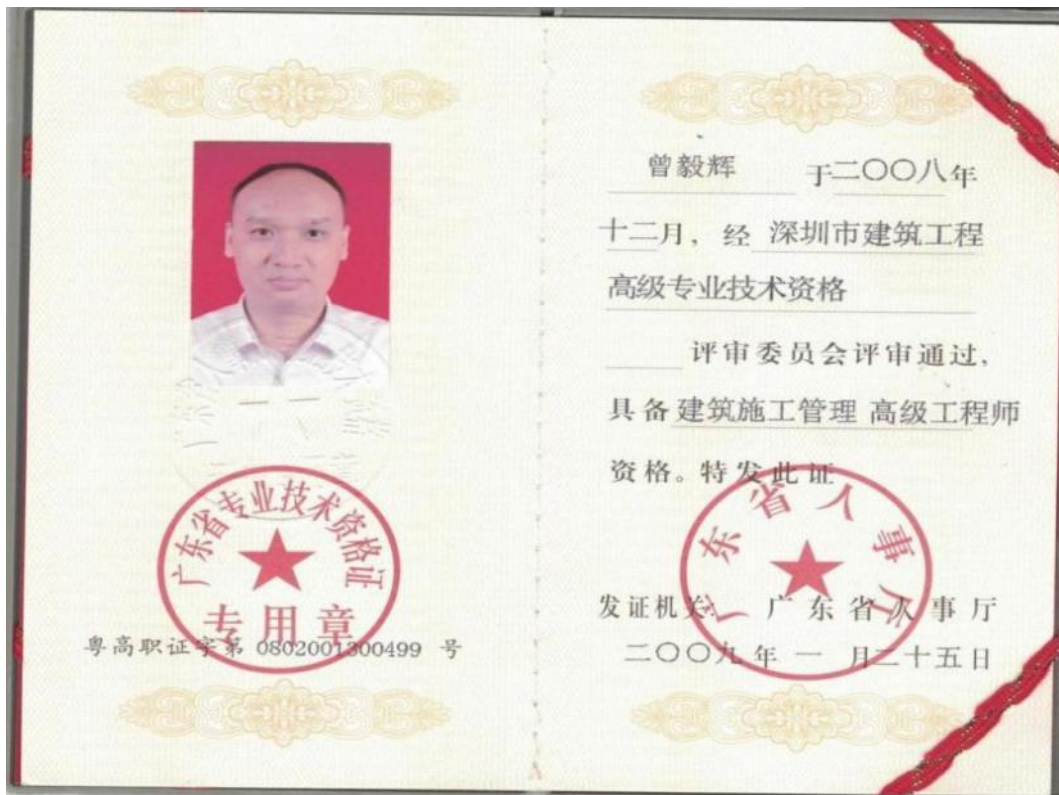 广东省专业技术资格证
专用章
粤高职证字第 0802001300499 号
曾毅辉 于二〇〇八年
十二月，经 深圳市建筑工程
高级专业技术资格
评审委员会评审通过，
具备 建筑施工管理 高级工程师
资格。特发此证
广东省人事厅
发证机关 广东省人事厅
二〇〇九年一月二十五日